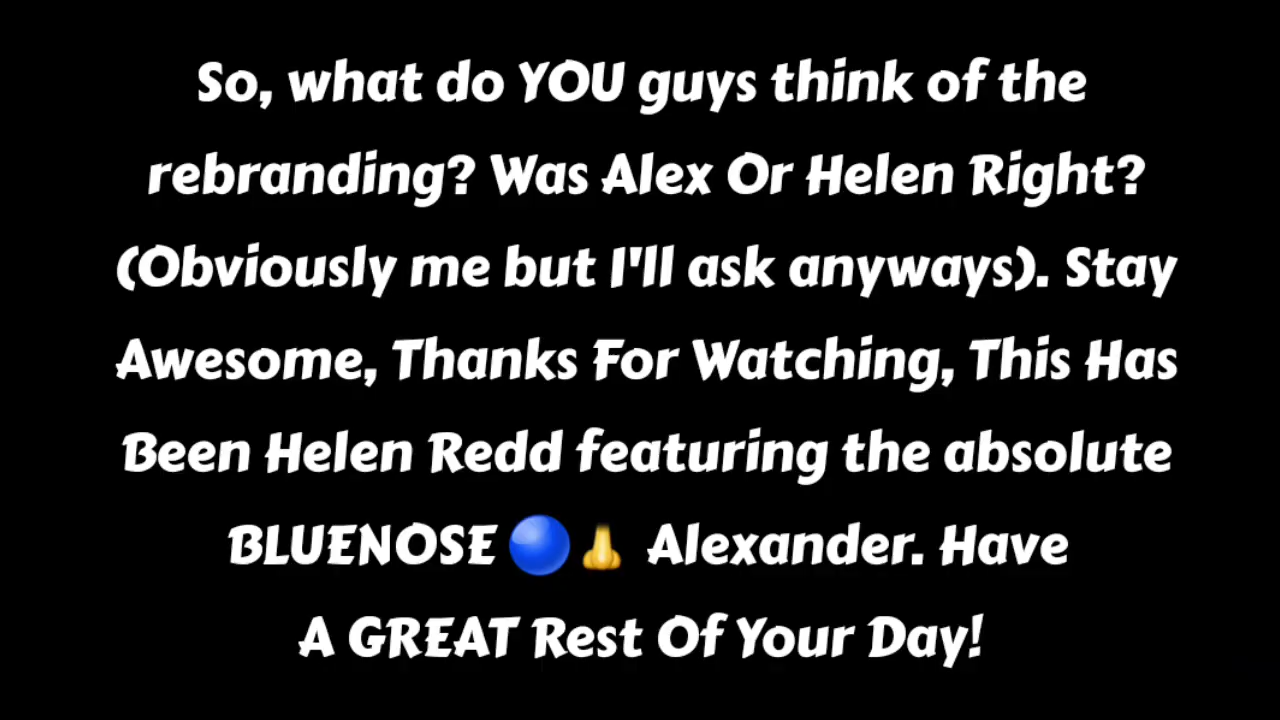 So, what do YOU guys think of the
rebranding? Was Alex Or Helen Right?
(Obviously me but I'll ask anyways). Stay
Awesome, Thanks For Watching, This Has
Been Helen Redd featuring the absolute
BLUENOSE 🔵👃 Alexander. Have
A GREAT Rest Of Your Day!